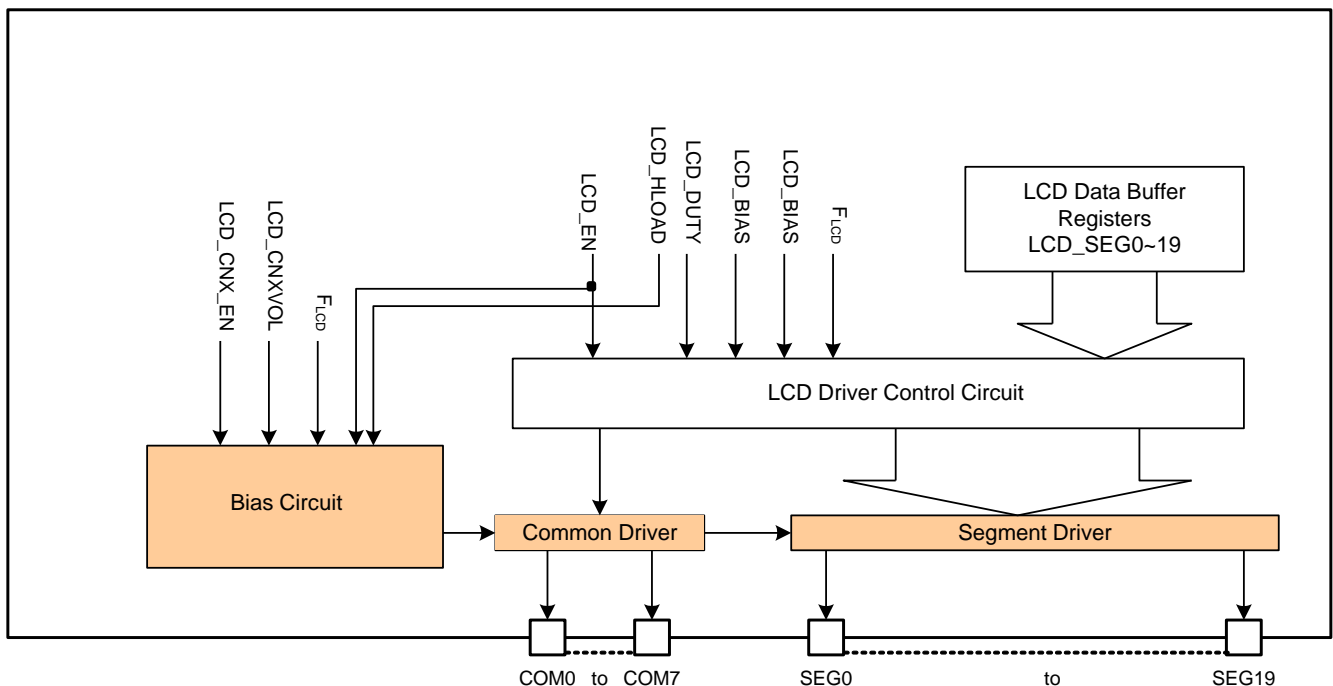 LCD_CNX_EN
LCD_CNXVOL
FLCD
LCD_EN
LCD_HLOAD
LCD_DUTY
LCD_BIAS
LCD_BIAS
FLCD
LCD Data Buffer
Registers
LCD_SEG0~19
LCD Driver Control Circuit
Bias Circuit
Common Driver
Segment Driver
COM0 to COM7
SEG0 to SEG19